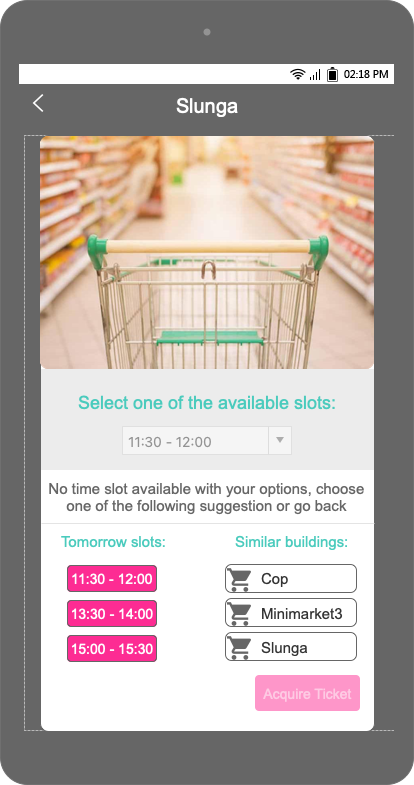 02:18 PM
Slunga
Select one of the available slots:
11:30 - 12:00
No time slot available with your options, choose
one of the following suggestion or go back
Tomorrow slots:
11:30 - 12:00
13:30 - 14:00
15:00 - 15:30
Similar buildings:
Cop
Minimarket3
Slunga
Acquire Ticket